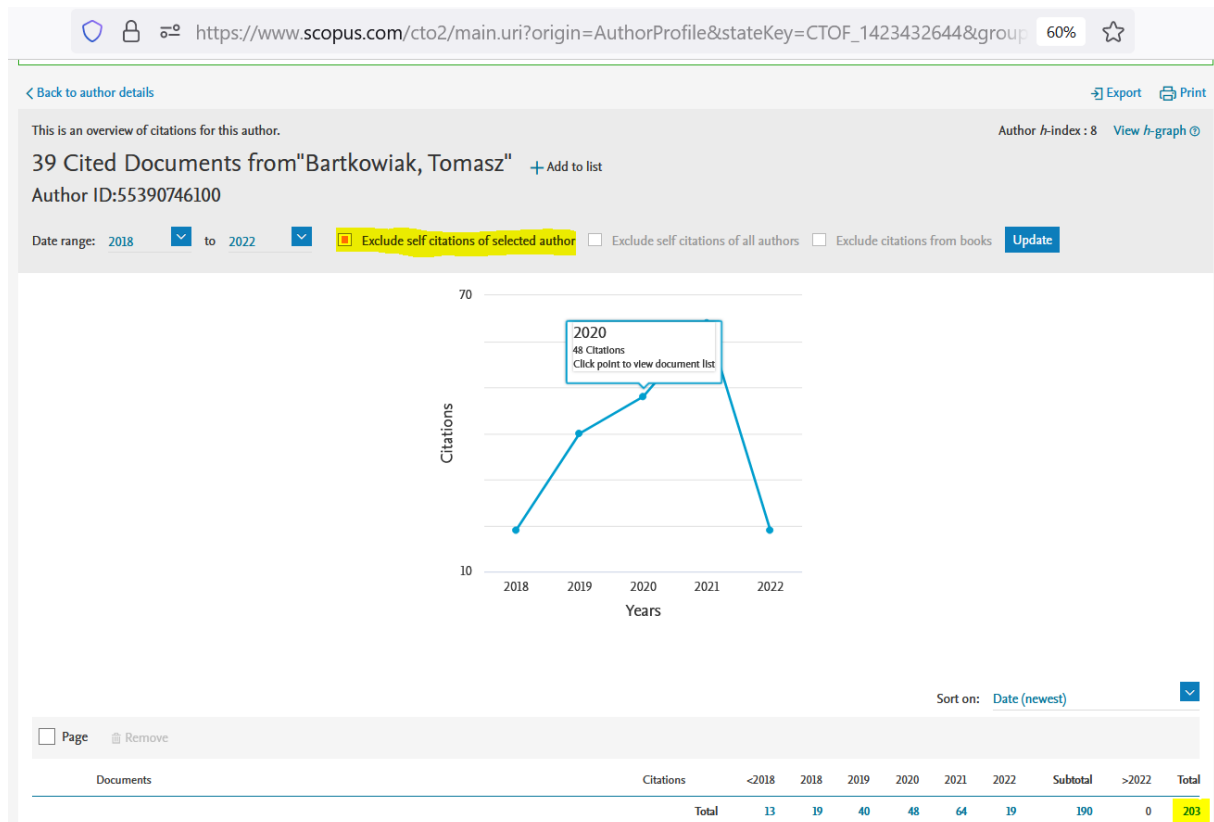 https://www.scopus.com/cto2/main.uri?origin=AuthorProfile&stateKey=CTOF_1423432644&group 60%
Back to author details Export Print
This is an overview of citations for this author. Author h-index : 8 View h-graph
39 Cited Documents from"Bartkowiak, Tomasz" + Add to list
Author ID:55390746100
Date range: 2018 to 2022 Exclude self citations of selected author Exclude self citations of all authors Exclude citations from books Update
70
2020
48 Citations
Click point to view document list
Citations
10
2018 2019 2020 2021 2022
Years
Sort on: Date (newest)
Page Remove
Documents Citations <2018 2018 2019 2020 2021 2022 Subtotal >2022 Total
Total 13 19 40 48 64 19 190 0 203